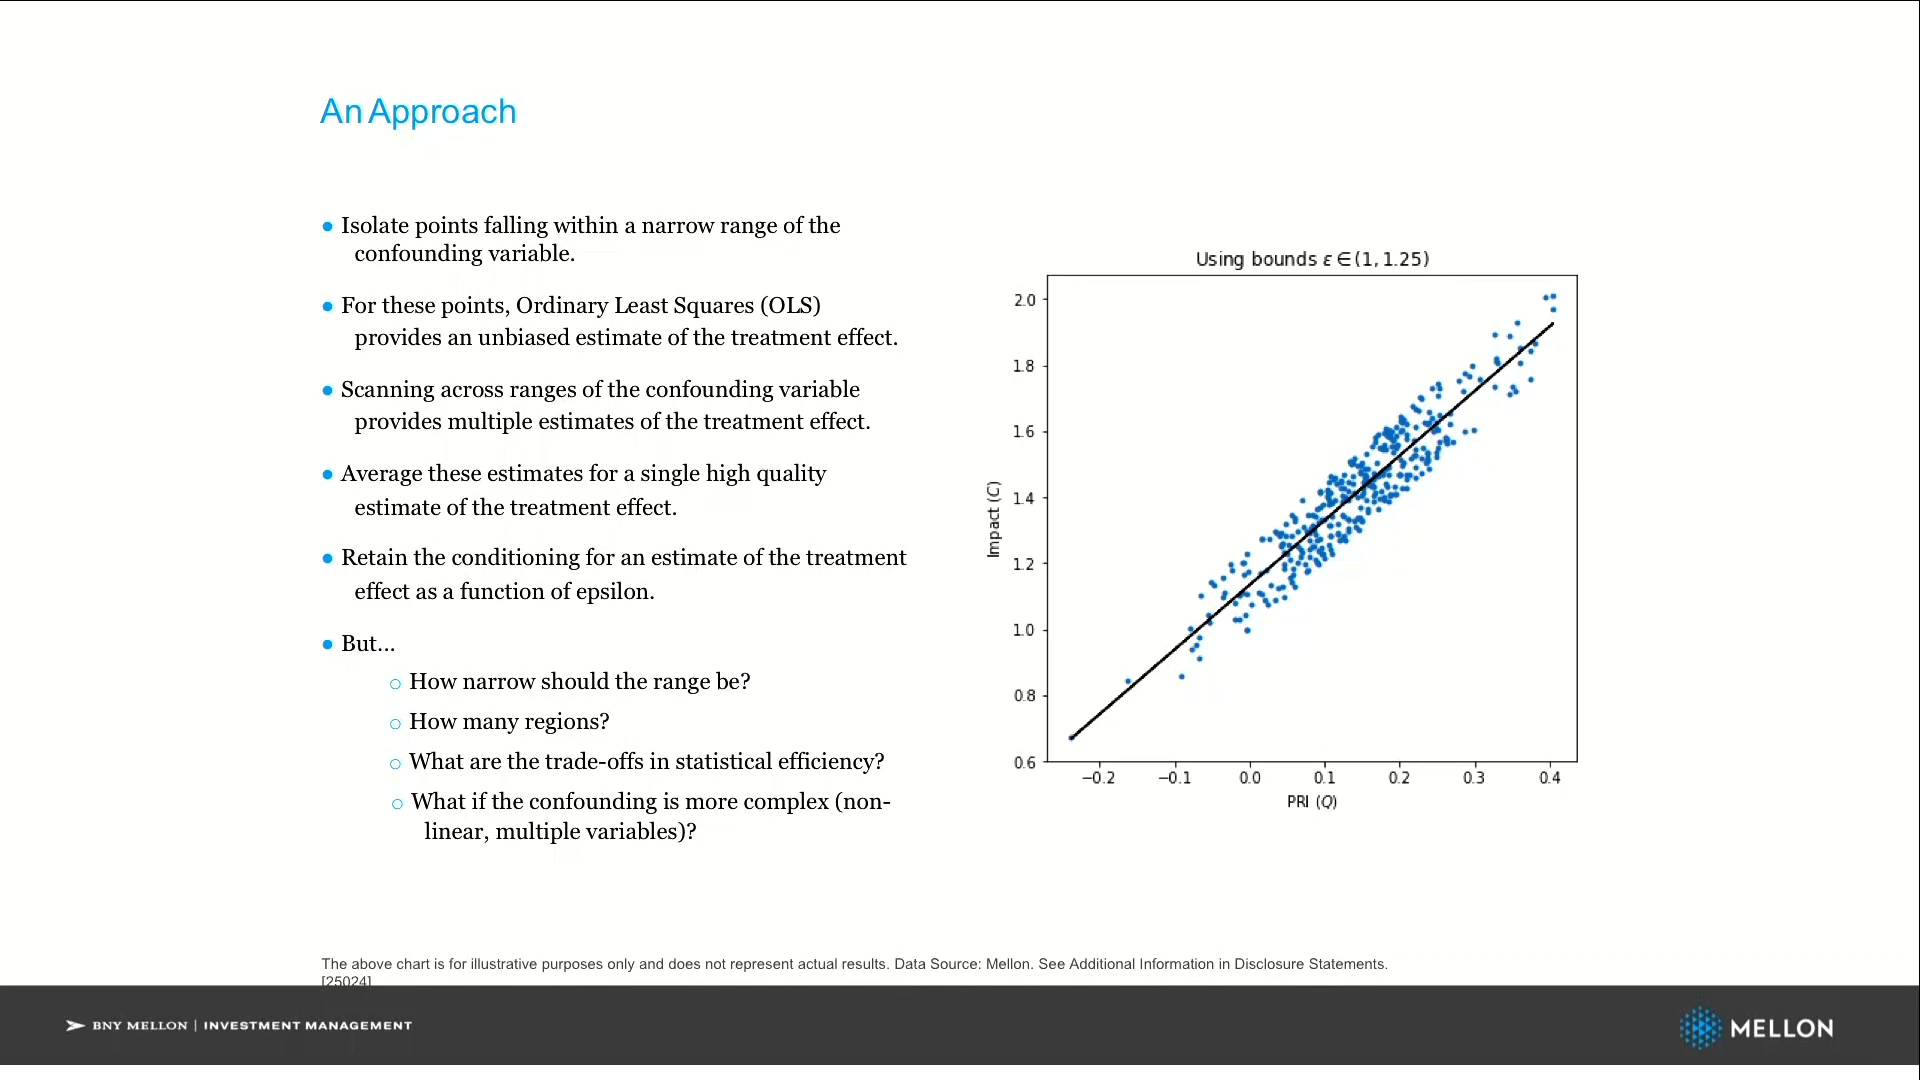 An Approach
● Isolate points falling within a narrow range of the
confounding variable.
● For these points, Ordinary Least Squares (OLS)
provides an unbiased estimate of the treatment effect.
● Scanning across ranges of the confounding variable
provides multiple estimates of the treatment effect.
● Average these estimates for a single high quality
estimate of the treatment effect.
● Retain the conditioning for an estimate of the treatment
effect as a function of epsilon.
● But...
○ How narrow should the range be?
○ How many regions?
○ What are the trade-offs in statistical efficiency?
○ What if the confounding is more complex (non-
linear, multiple variables)?
Using bounds ε ∈ (1, 1.25)
2.0
1.8
1.6
1.4
1.2
1.0
0.8
0.6
Impact (C)
−0.2 −0.1 0.0 0.1 0.2 0.3 0.4
PRI (Q)
The above chart is for illustrative purposes only and does not represent actual results. Data Source: Mellon. See Additional Information in Disclosure Statements.
[25024]
BNY MELLON | INVESTMENT MANAGEMENT
MELLON